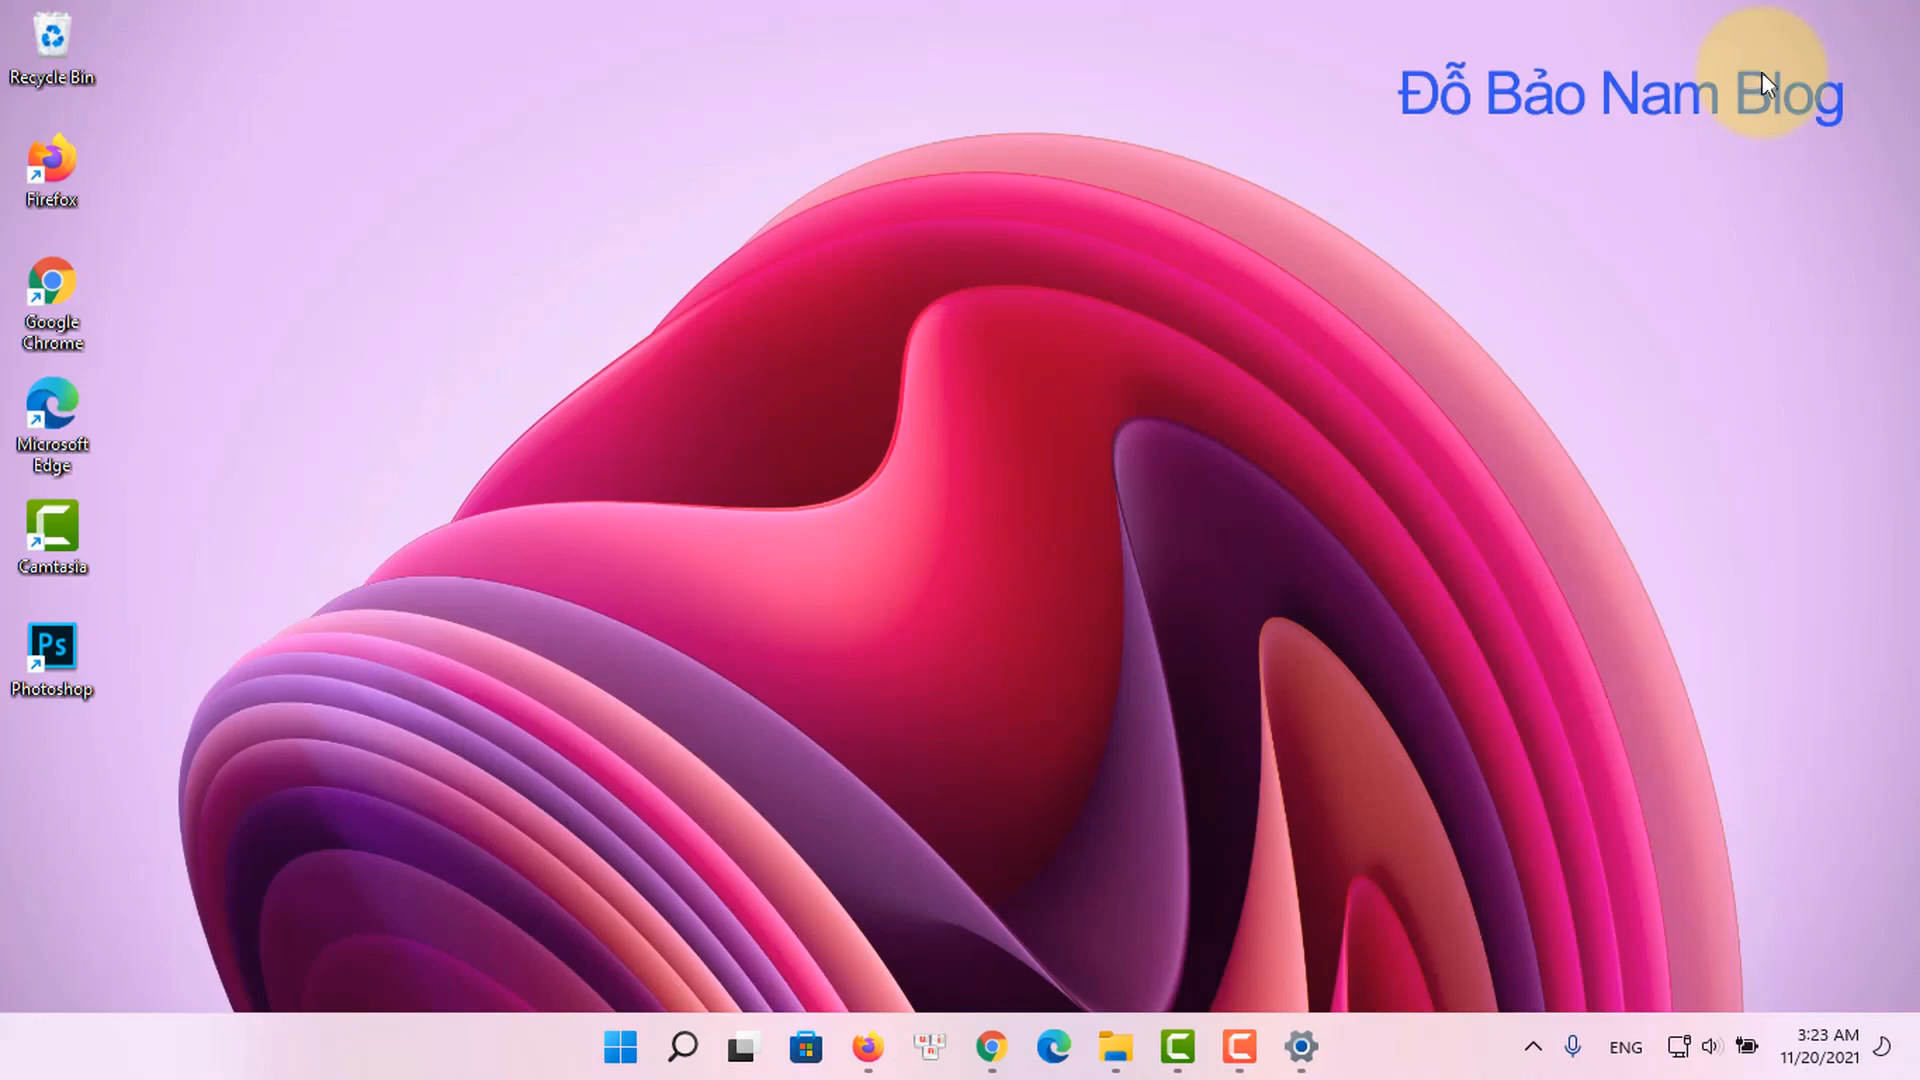 Recycle Bin
Đỗ Bảo Nam Blog
Firefox
Google
Chrome
Microsoft
Edge
Camtasia
Ps
Photoshop
u n i
ENG
3:23 AM
11/20/2021